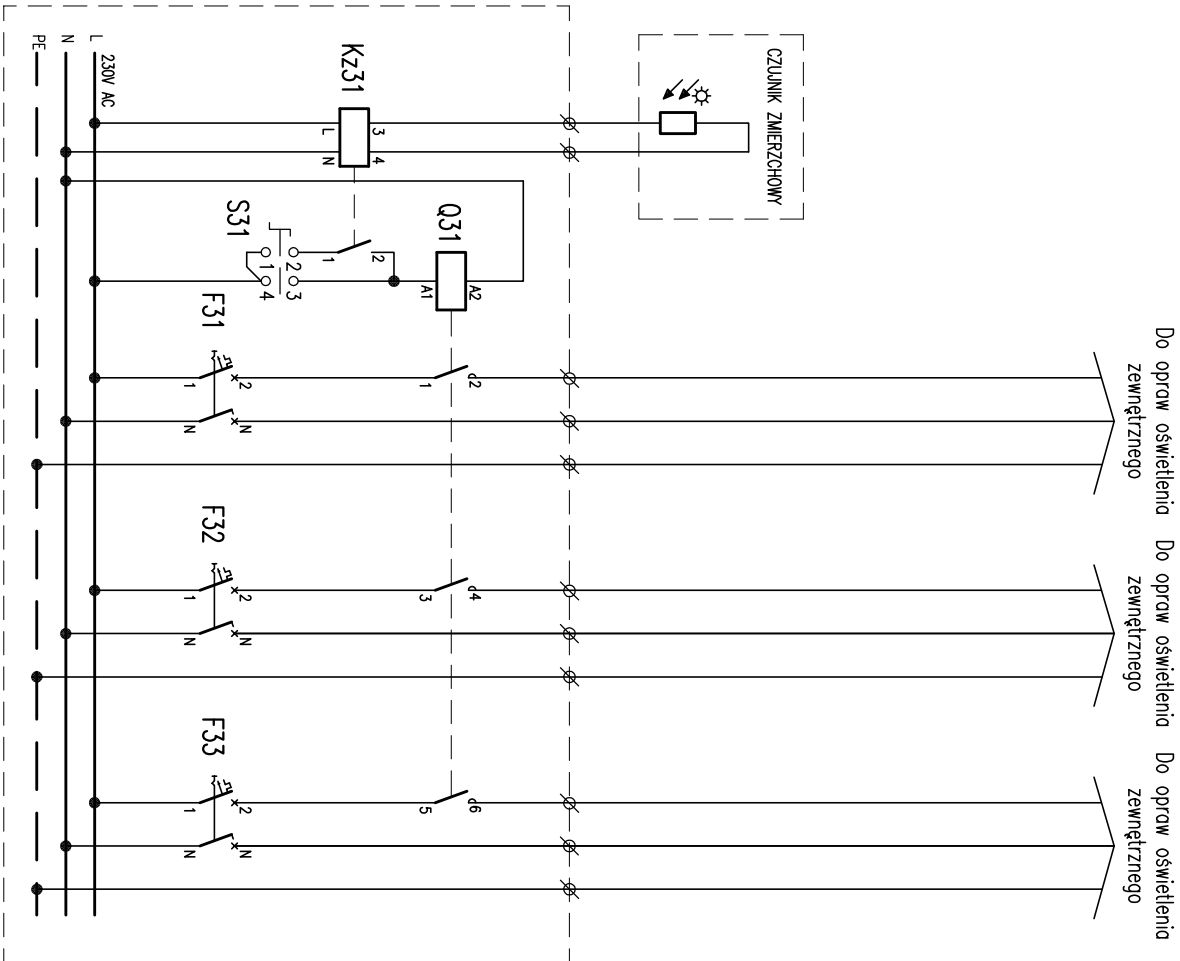 PE
N
L
230V AC
Kz31
L
N
3
4
CZUJNIK ZMIERZCHOWY
S31
1
2
4
3
1
2
Q31
A1
A2
F31
1
2
N
N
1
2
Do opraw oświetlenia
zewnętrznego
F32
1
2
N
N
3
4
Do opraw oświetlenia
zewnętrznego
F33
1
2
N
N
5
6
Do opraw oświetlenia
zewnętrznego